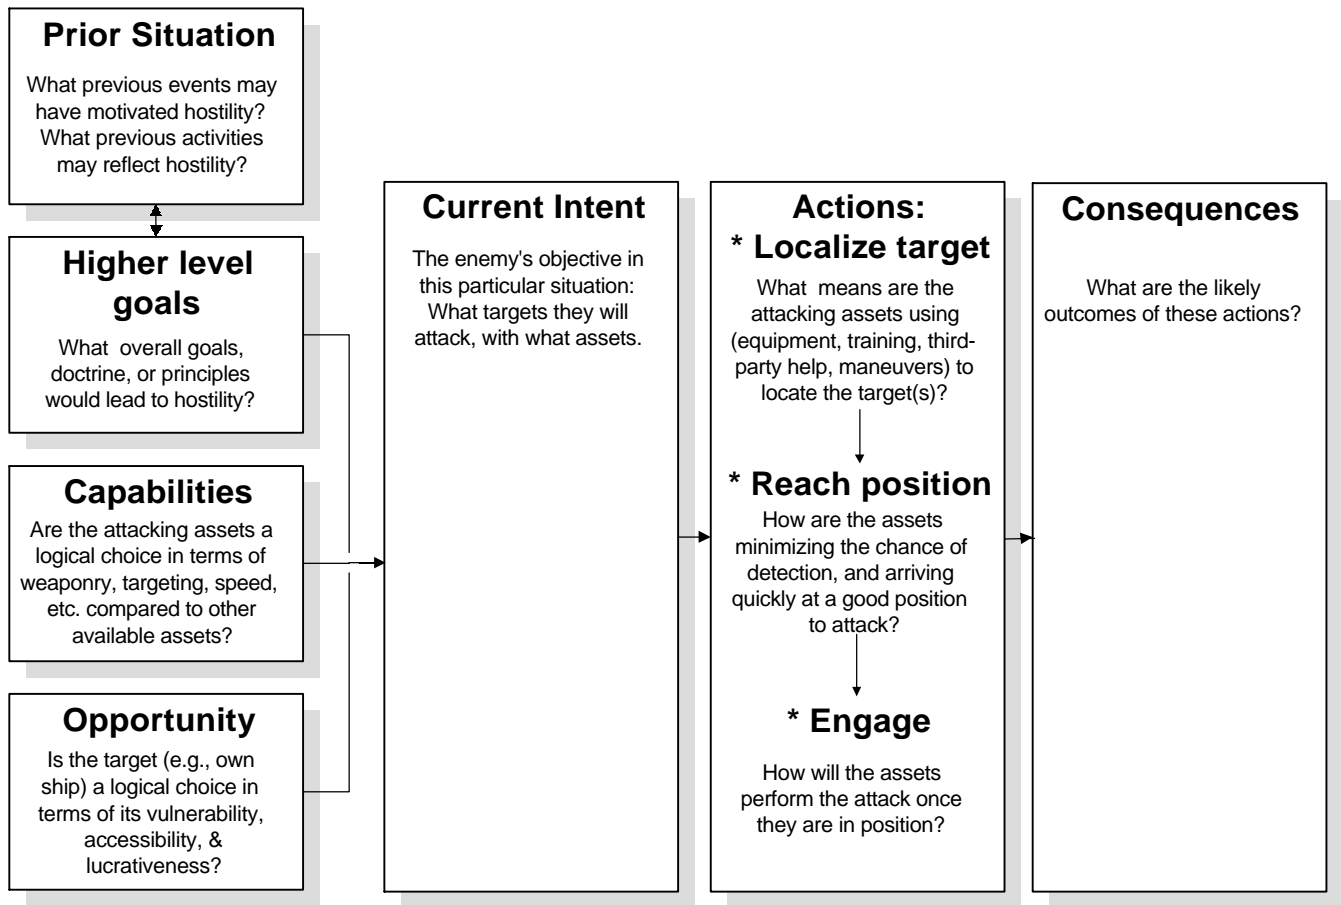 Prior Situation
What previous events may
have motivated hostility?
What previous activities
may reflect hostility?
Higher level
goals
What overall goals,
doctrine, or principles
would lead to hostility?
Capabilities
Are the attacking assets a
logical choice in terms of
weaponry, targeting, speed,
etc. compared to other
available assets?
Opportunity
Is the target (e.g., own
ship) a logical choice in
terms of its vulnerability,
accessibility, &
lucrativeness?
Current Intent
The enemy's objective in
this particular situation:
What targets they will
attack, with what assets.
Actions:
* Localize target
What means are the
attacking assets using
(equipment, training, third-
party help, maneuvers) to
locate the target(s)?
* Reach position
How are the assets
minimizing the chance of
detection, and arriving
quickly at a good position
to attack?
* Engage
How will the assets
perform the attack once
they are in position?
Consequences
What are the likely
outcomes of these actions?